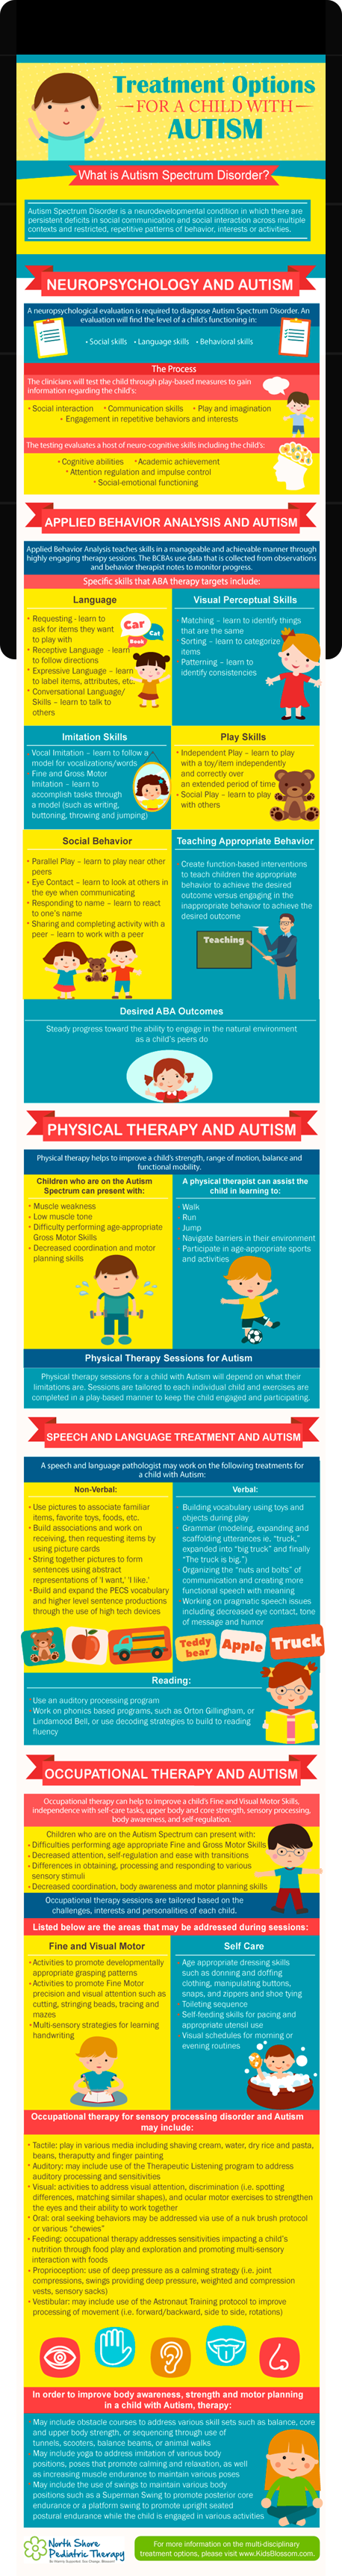 Treatment Options
FOR A CHILD WITH
AUTISM
What is Autism Spectrum Disorder?
Autism Spectrum Disorder is a neurodevelopmental condition in which there are
persistent deficits in social communication and social interaction across multiple
contexts and restricted, repetitive patterns of behavior, interests or activities.
NEUROPSYCHOLOGY AND AUTISM
A neuropsychological evaluation is required to diagnose Autism Spectrum Disorder. An
evaluation will find the level of a child's functioning in:
• Social skills • Language skills • Behavioral skills
The Process
The clinicians will test the child through play-based measures to gain
information regarding the child's:
• Social interaction • Communication skills • Play and imagination
• Engagement in repetitive behaviors and interests
The testing evaluates a host of neuro-cognitive skills including the child's:
• Cognitive abilities • Academic achievement
• Attention regulation and impulse control
• Social-emotional functioning
APPLIED BEHAVIOR ANALYSIS AND AUTISM
Applied Behavior Analysis teaches skills in a manageable and achievable manner through
highly engaging therapy sessions. The BCBAs use data that is collected from observations
and behavior therapist notes to monitor progress.
Specific skills that ABA therapy targets include:
Language
• Requesting - learn to
ask for items they want
to play with
• Receptive Language - learn
to follow directions
• Expressive Language – learn
to label items, attributes, etc.
• Conversational Language/
Skills – learn to talk to
others
Car
Cat
Book
Visual Perceptual Skills
• Matching – learn to identify things
that are the same
• Sorting – learn to categorize
items
Patterning – learn to
identify consistencies
Imitation Skills
• Vocal Imitation – learn to follow a
model for vocalizations/words
Fine and Gross Motor
Imitation – learn to
accomplish tasks through
a model (such as writing,
buttoning, throwing and jumping)
Play Skills
• Independent Play – learn to play
with a toy/item independently
and correctly over
an extended period of time
• Social Play – learn to play
with others
Social Behavior
• Parallel Play – learn to play near other
peers
• Eye Contact – learn to look at others in
the eye when communicating
• Responding to name – learn to react
to one's name
• Sharing and completing activity with a
peer – learn to work with a peer
Teaching Appropriate Behavior
• Create function-based interventions
to teach children the appropriate
behavior to achieve the desired
outcome versus engaging in the
inappropriate behavior to achieve the
desired outcome
Teaching
Desired ABA Outcomes
Steady progress toward the ability to engage in the natural environment
as a child's peers do
PHYSICAL THERAPY AND AUTISM
Physical therapy helps to improve a child's strength, range of motion, balance and
functional mobility.
Children who are on the Autism
Spectrum can present with:
• Muscle weakness
• Low muscle tone
• Difficulty performing age-appropriate
Gross Motor Skills
• Decreased coordination and motor
planning skills
A physical therapist can assist the
child in learning to:
• Walk
• Run
• Jump
• Navigate barriers in their environment
• Participate in age-appropriate sports
and activities
Physical Therapy Sessions for Autism
Physical therapy sessions for a child with Autism will depend on what their
limitations are. Sessions are tailored to each individual child and exercises are
completed in a play-based manner to keep the child engaged and participating.
SPEECH AND LANGUAGE TREATMENT AND AUTISM
A speech and language pathologist may work on the following treatments for
a child with Autism:
Non-Verbal:
• Use pictures to associate familiar
items, favorite toys, foods, etc.
• Build associations and work on
receiving, then requesting items by
using picture cards
• String together pictures to form
sentences using abstract
representations of 'I want,' 'I like.'
• Build and expand the PECS vocabulary
and higher level sentence productions
through the use of high tech devices
Verbal:
• Building vocabulary using toys and
objects during play
• Grammar (modeling, expanding and
scaffolding utterances ie, "truck,"
expanded into "big truck" and finally
"The truck is big.")
• Organizing the "nuts and bolts" of
communication and creating more
functional speech with meaning
• Working on pragmatic speech issues
including decreased eye contact, tone
of message and humor
Teddy
bear
Apple
Truck
Reading:
• Use an auditory processing program
• Work on phonics based programs, such as Orton Gillingham, or
Lindamood Bell, or use decoding strategies to build to reading
fluency
OCCUPATIONAL THERAPY AND AUTISM
Occupational therapy can help to improve a child's Fine and Visual Motor Skills,
independence with self-care tasks, upper body and core strength, sensory processing,
body awareness, and self-regulation.
Children who are on the Autism Spectrum can present with:
• Difficulties performing age appropriate Fine and Gross Motor Skills
• Decreased attention, self-regulation and ease with transitions
• Differences in obtaining, processing and responding to various
sensory stimuli
• Decreased coordination, body awareness and motor planning skills
Occupational therapy sessions are tailored based on the
challenges, interests and personalities of each child.
Listed below are the areas that may be addressed during sessions:
Fine and Visual Motor
• Activities to promote developmentally
appropriate grasping patterns
• Activities to promote Fine Motor
precision and visual attention such as
cutting, stringing beads, tracing and
mazes
• Multi-sensory strategies for learning
handwriting
Self Care
• Age appropriate dressing skills
such as donning and doffing
clothing, manipulating buttons,
snaps, and zippers and shoe tying
• Toileting sequence
• Self-feeding skills for pacing and
appropriate utensil use
• Visual schedules for morning or
evening routines
Occupational therapy for sensory processing disorder and Autism
may include:
• Tactile: play in various media including shaving cream, water, dry rice and pasta,
beans, theraputty and finger painting
• Auditory: may include use of the Therapeutic Listening program to address
auditory processing and sensitivities
• Visual: activities to address visual attention, discrimination (i.e. spotting
differences, matching similar shapes), and ocular motor exercises to strengthen
the eyes and their ability to work together
• Oral: oral seeking behaviors may be addressed via use of a nuk brush protocol
or various "chewies"
• Feeding: occupational therapy addresses sensitivities impacting a child's
nutrition through food play and exploration and promoting multi-sensory
interaction with foods
• Proprioception: use of deep pressure as a calming strategy (i.e. joint
compressions, swings providing deep pressure, weighted and compression
vests, sensory sacks)
• Vestibular: may include use of the Astronaut Training protocol to improve
processing of movement (i.e. forward/backward, side to side, rotations)
In order to improve body awareness, strength and motor planning
in a child with Autism, therapy:
• May include obstacle courses to address various skill sets such as balance, core
and upper body strength, or sequencing through use of
tunnels, scooters, balance beams, or animal walks
• May include yoga to address imitation of various body
positions, poses that promote calming and relaxation, as well
as increasing muscle endurance to maintain various poses
• May include the use of swings to maintain various body
positions such as a Superman Swing to promote posterior core
endurance or a platform swing to promote upright seated
postural endurance while the child is engaged in various activities
North Shore
Pediatric Therapy
For more information on the multi-disciplinary
treatment options, please visit www.KidsBlossom.com.